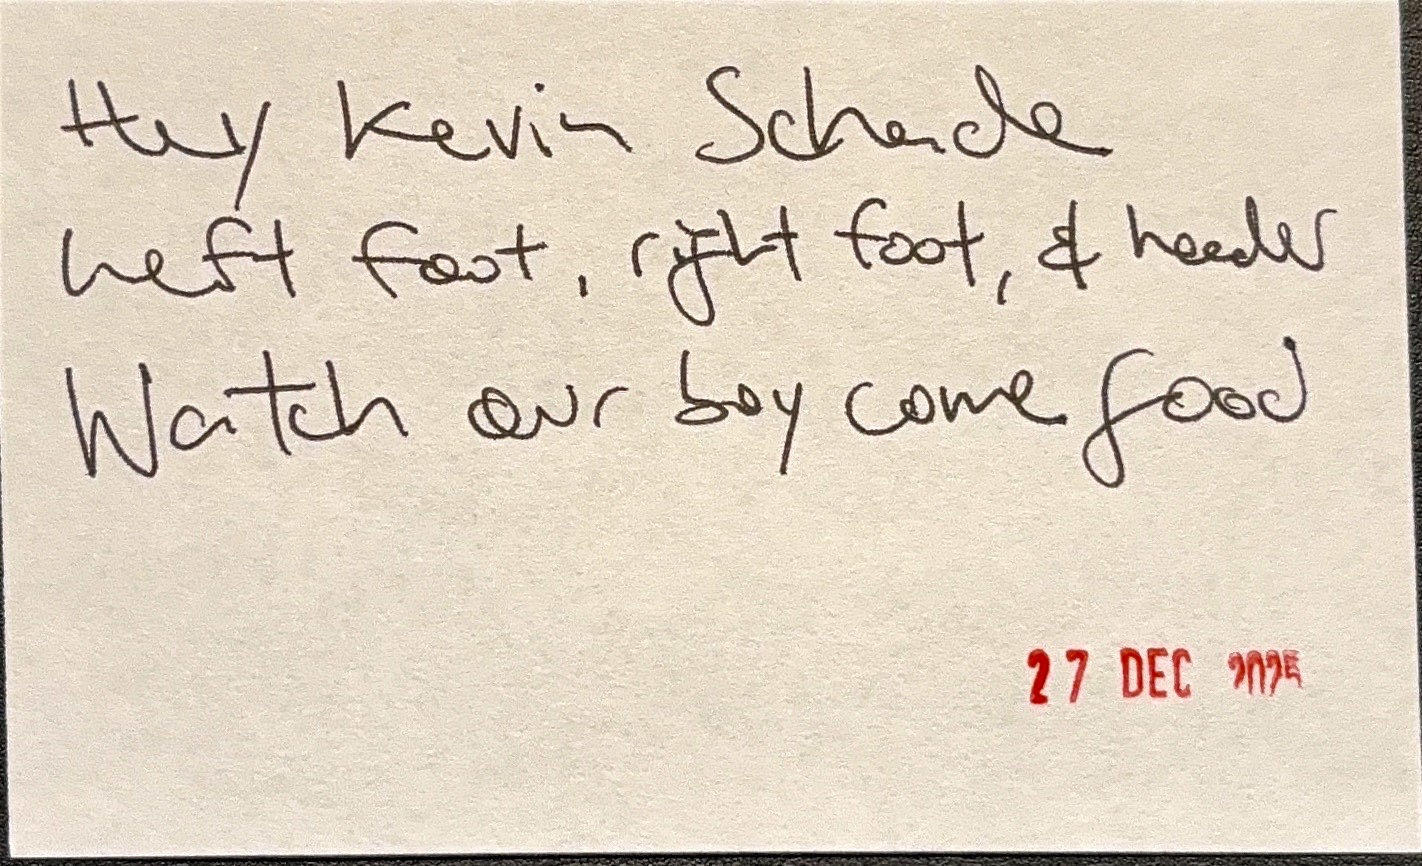 Hey Kevin Schade
Left foot, right foot, & header
Watch our boy come good
27 DEC 2025